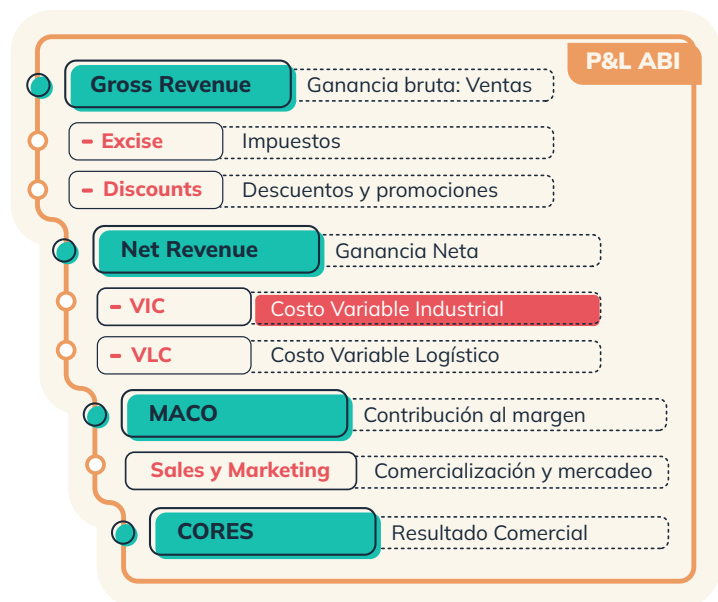 P&L ABI
Gross Revenue Ganancia bruta: Ventas
- Excise Impuestos
- Discounts Descuentos y promociones
Net Revenue Ganancia Neta
- VIC Costo Variable Industrial
- VLC Costo Variable Logístico
MACO Contribución al margen
Sales y Marketing Comercialización y mercadeo
CORES Resultado Comercial